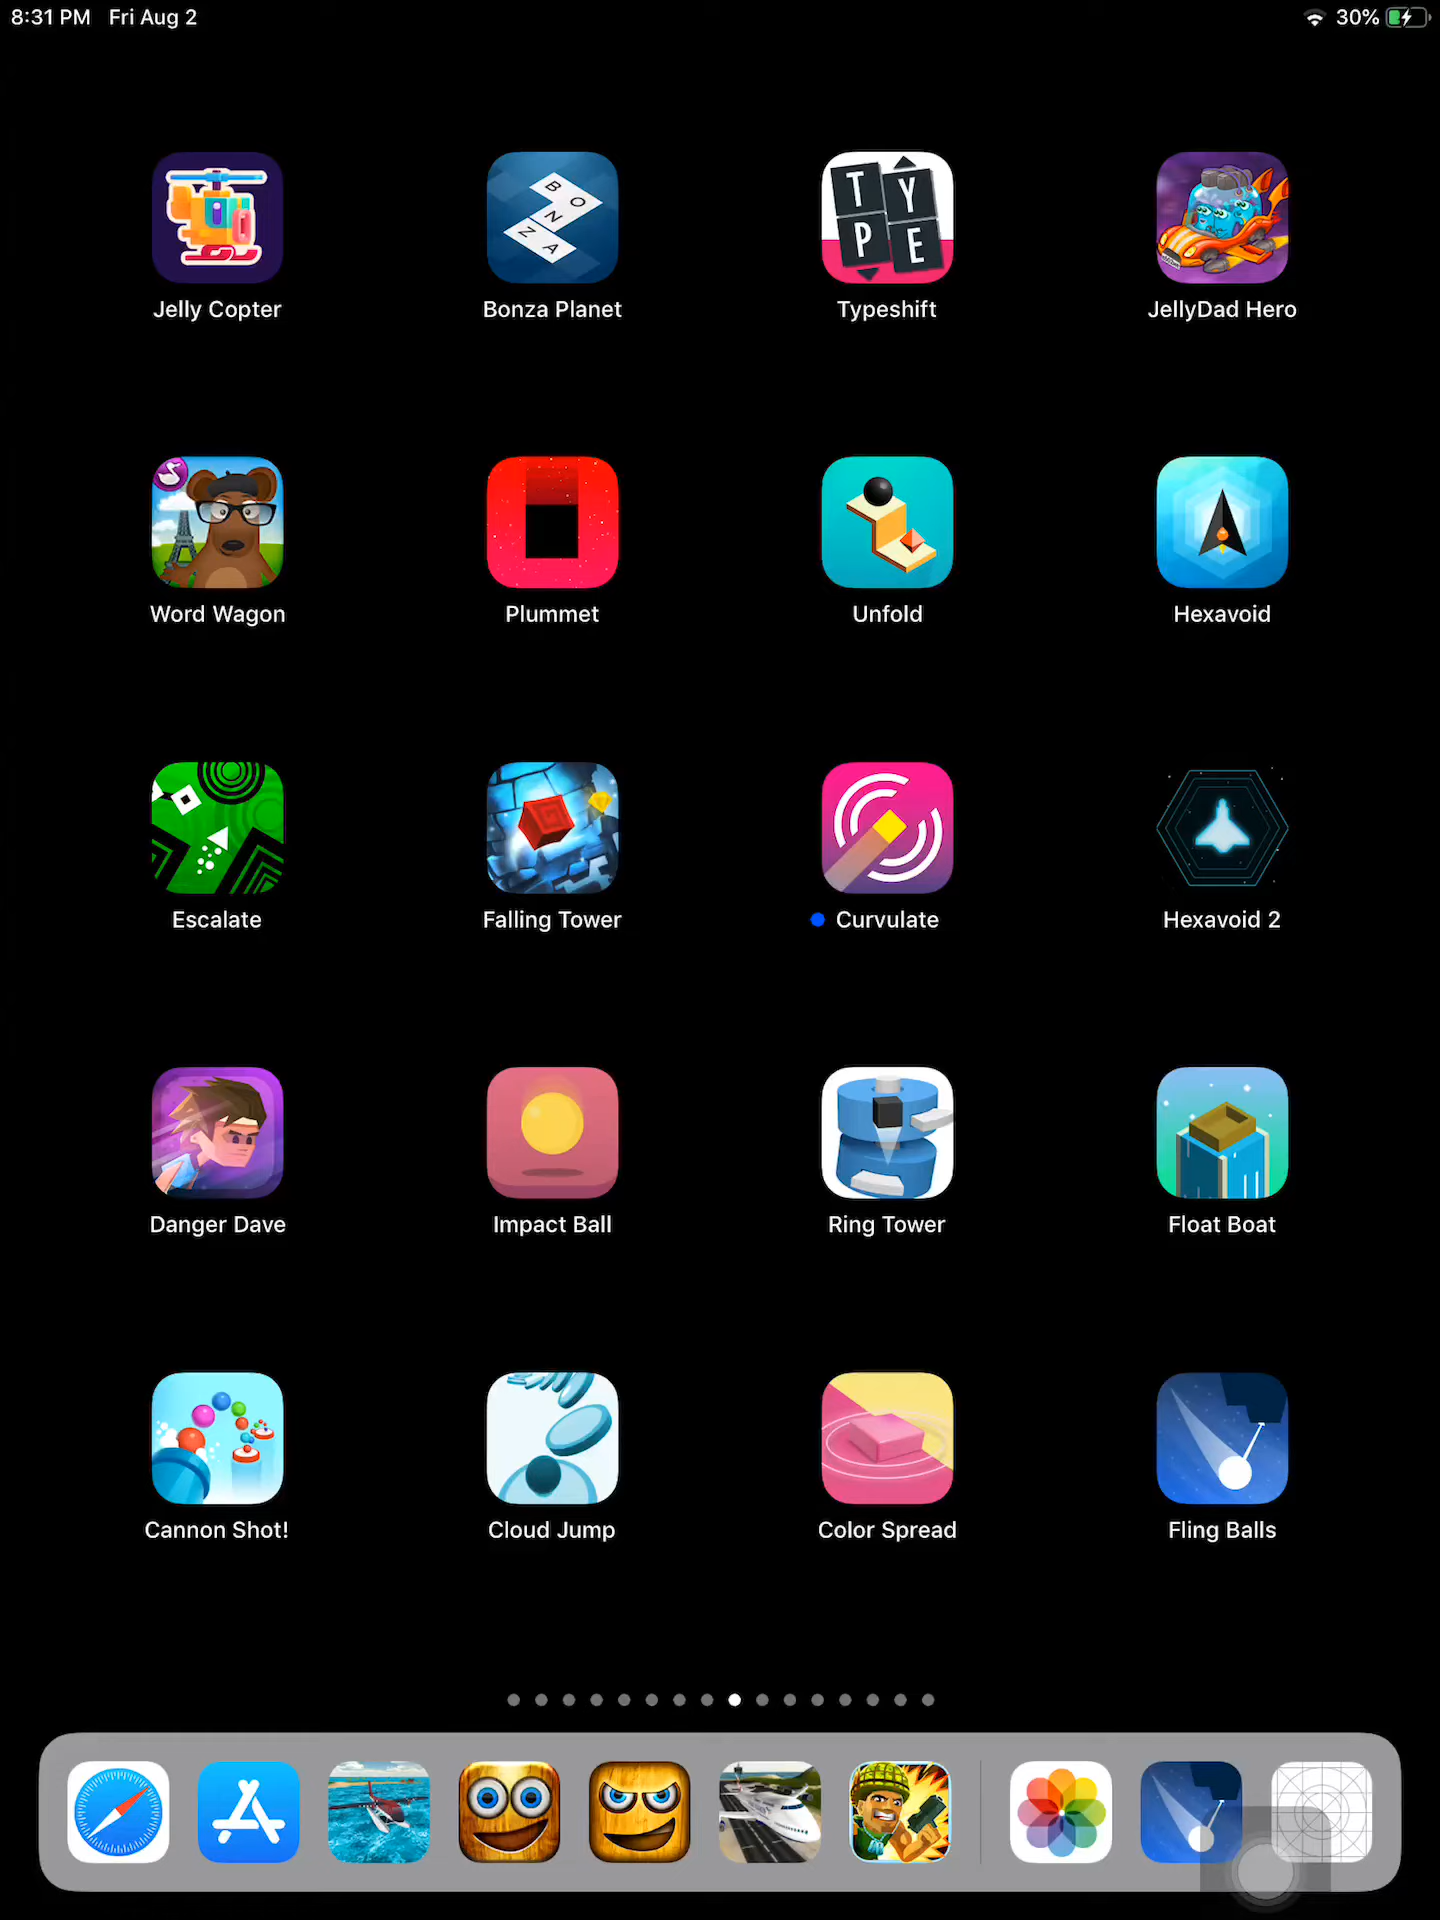 8:31 PM Fri Aug 2 30%
BONZA
TYPE
Jelly Copter Bonza Planet Typeshift JellyDad Hero
Word Wagon Plummet Unfold Hexavoid
Escalate Falling Tower Curvulate Hexavoid 2
Danger Dave Impact Ball Ring Tower Float Boat
Cannon Shot! Cloud Jump Color Spread Fling Balls